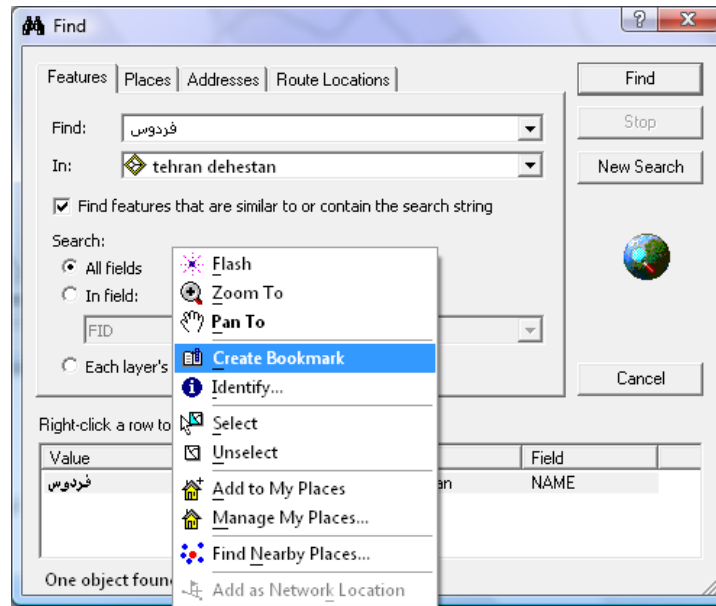 Find
Features Places Addresses Route Locations
Find
Find: فردوس
Stop
In: tehran dehestan
New Search
Find features that are similar to or contain the search string
Search:
All fields
In field:
FID
Each layer's
Cancel
Flash
Zoom To
Pan To
Create Bookmark
Identify...
Select
Unselect
Add to My Places
Manage My Places...
Find Nearby Places...
Add as Network Location
Right-click a row to
Value Field
فردوس an NAME
One object foun